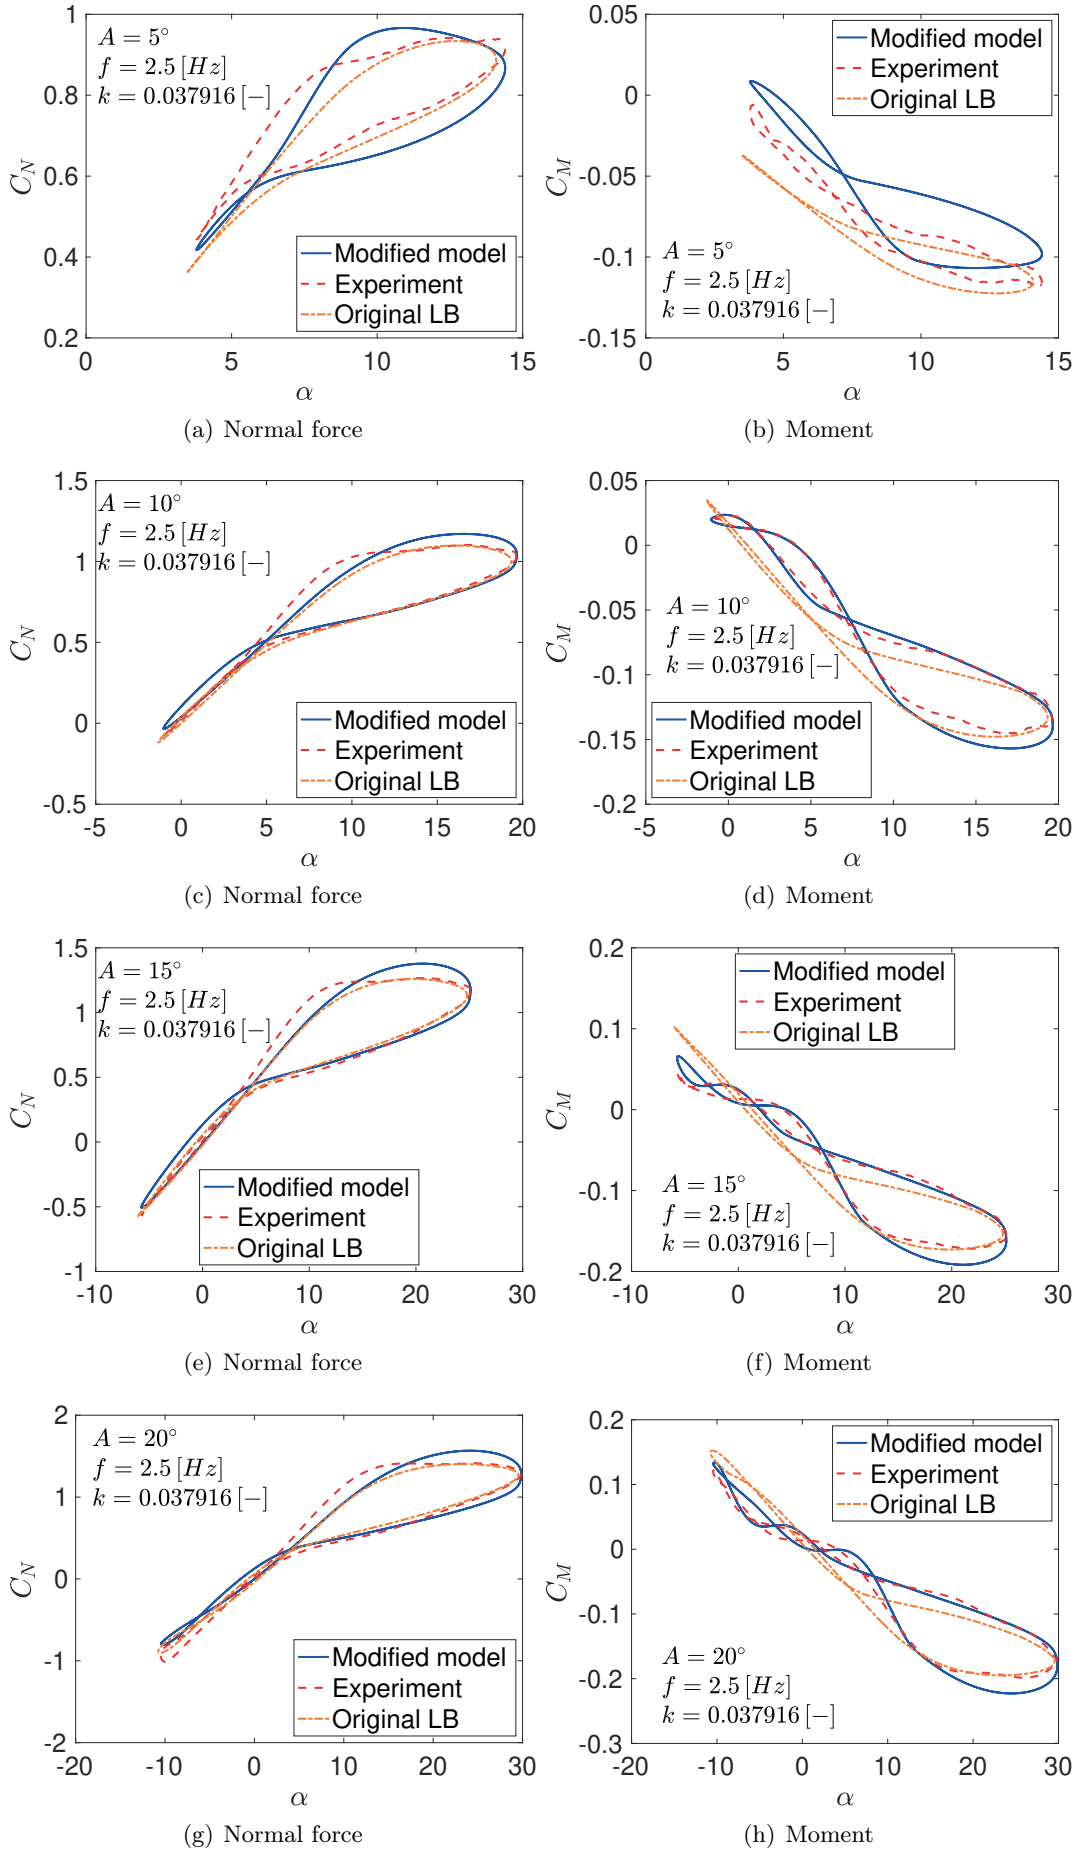 1
0.8
0.6
0.4
0.2
0
5
10
15
C_N
α
A = 5°
f = 2.5 [Hz]
k = 0.037916 [−]
Modified model
Experiment
Original LB
(a) Normal force
0.05
0
-0.05
-0.1
-0.15
0
5
10
15
C_M
α
Modified model
Experiment
Original LB
A = 5°
f = 2.5 [Hz]
k = 0.037916 [−]
(b) Moment
1.5
1
0.5
0
-0.5
-5
0
5
10
15
20
C_N
α
A = 10°
f = 2.5 [Hz]
k = 0.037916 [−]
Modified model
Experiment
Original LB
(c) Normal force
0.05
0
-0.05
-0.1
-0.15
-0.2
-5
0
5
10
15
20
C_M
α
A = 10°
f = 2.5 [Hz]
k = 0.037916 [−]
Modified model
Experiment
Original LB
(d) Moment
1.5
1
0.5
0
-0.5
-1
-10
0
10
20
30
C_N
α
A = 15°
f = 2.5 [Hz]
k = 0.037916 [−]
Modified model
Experiment
Original LB
(e) Normal force
0.2
0.1
0
-0.1
-0.2
-10
0
10
20
30
C_M
α
Modified model
Experiment
Original LB
A = 15°
f = 2.5 [Hz]
k = 0.037916 [−]
(f) Moment
2
1
0
-1
-2
-20
-10
0
10
20
30
C_N
α
A = 20°
f = 2.5 [Hz]
k = 0.037916 [−]
Modified model
Experiment
Original LB
(g) Normal force
0.2
0.1
0
-0.1
-0.2
-0.3
-20
-10
0
10
20
30
C_M
α
Modified model
Experiment
Original LB
A = 20°
f = 2.5 [Hz]
k = 0.037916 [−]
(h) Moment